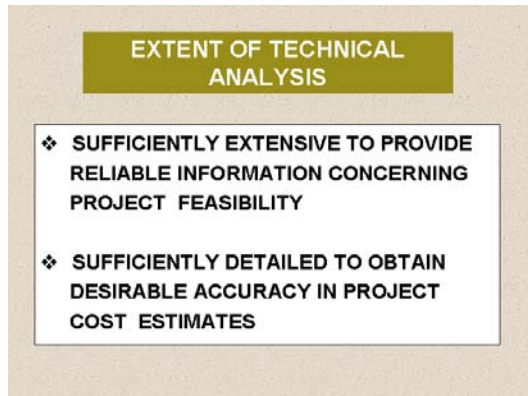 EXTENT OF TECHNICAL
ANALYSIS
❖ SUFFICIENTLY EXTENSIVE TO PROVIDE
RELIABLE INFORMATION CONCERNING
PROJECT FEASIBILITY
❖ SUFFICIENTLY DETAILED TO OBTAIN
DESIRABLE ACCURACY IN PROJECT
COST ESTIMATES